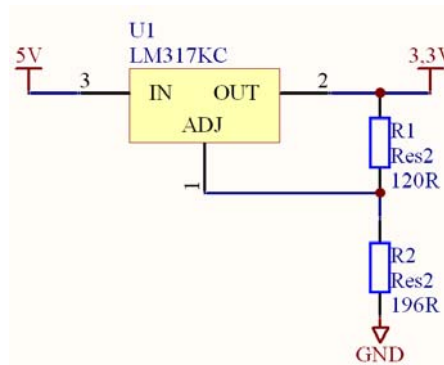 U1
LM317KC
5V
3
IN
OUT
2
3,3V
ADJ
1
R1
Res2
120R
R2
Res2
196R
GND